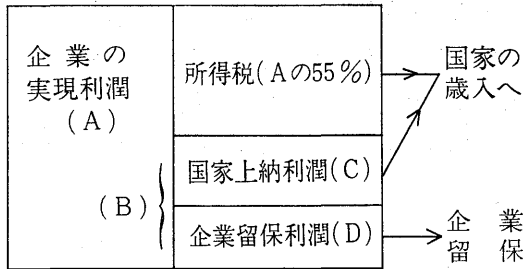 企業の
実現利潤
(A)
(B)
所得税(Aの55%)
国家上納利潤(C)
企業留保利潤(D)
国家の
歳入へ
企業
留保